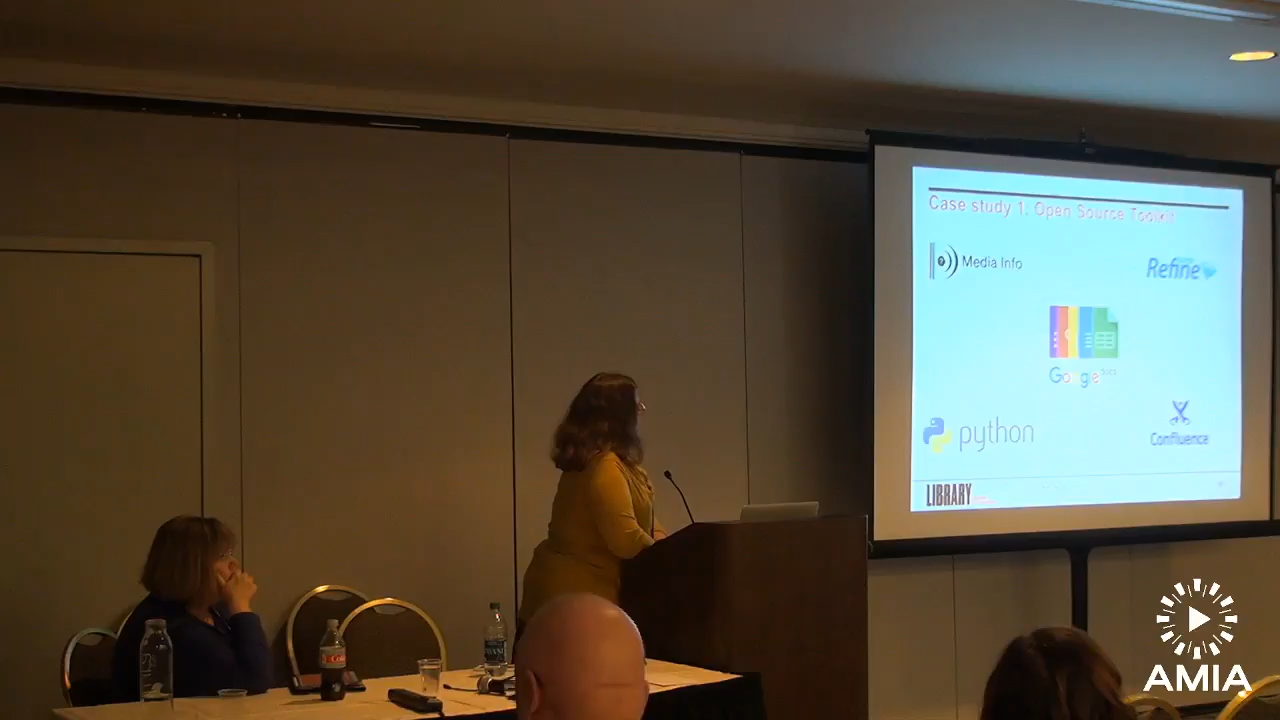 Case study 1. Open Source Toolkit
Media Info
Refine
Google docs
python
Confluence
LIBRARY
AMIA